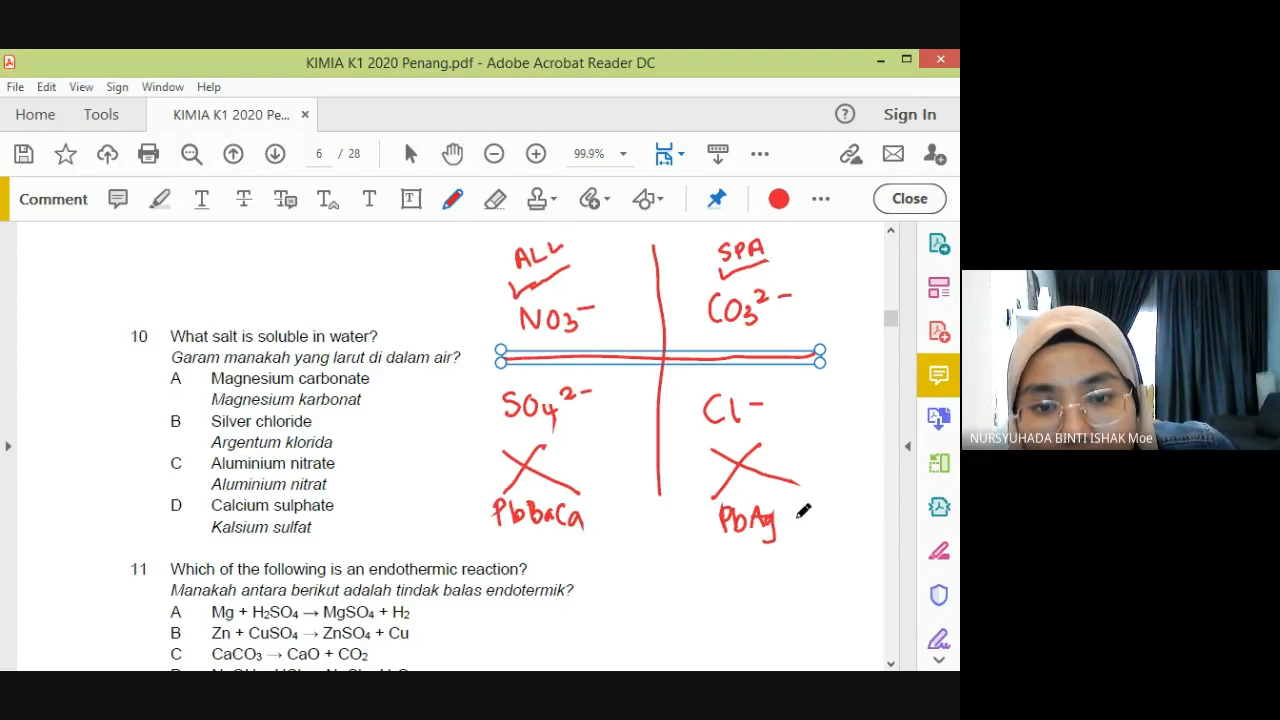 KIMIA K1 2020 Penang.pdf - Adobe Acrobat Reader DC
File Edit View Sign Window Help
Home Tools KIMIA K1 2020 Pe... × Sign In
6 / 28 99.9%
Comment Close
ALL SPA
NO3⁻ CO3²⁻
SO4²⁻ Cl⁻
PbBaCa PbAg
10 What salt is soluble in water?
Garam manakah yang larut di dalam air?
A Magnesium carbonate
Magnesium karbonat
B Silver chloride
Argentum klorida
C Aluminium nitrate
Aluminium nitrat
D Calcium sulphate
Kalsium sulfat
11 Which of the following is an endothermic reaction?
Manakah antara berikut adalah tindak balas endotermik?
A Mg + H₂SO₄ → MgSO₄ + H₂
B Zn + CuSO₄ → ZnSO₄ + Cu
C CaCO₃ → CaO + CO₂
NURSYUHADA BINTI ISHAK Moe